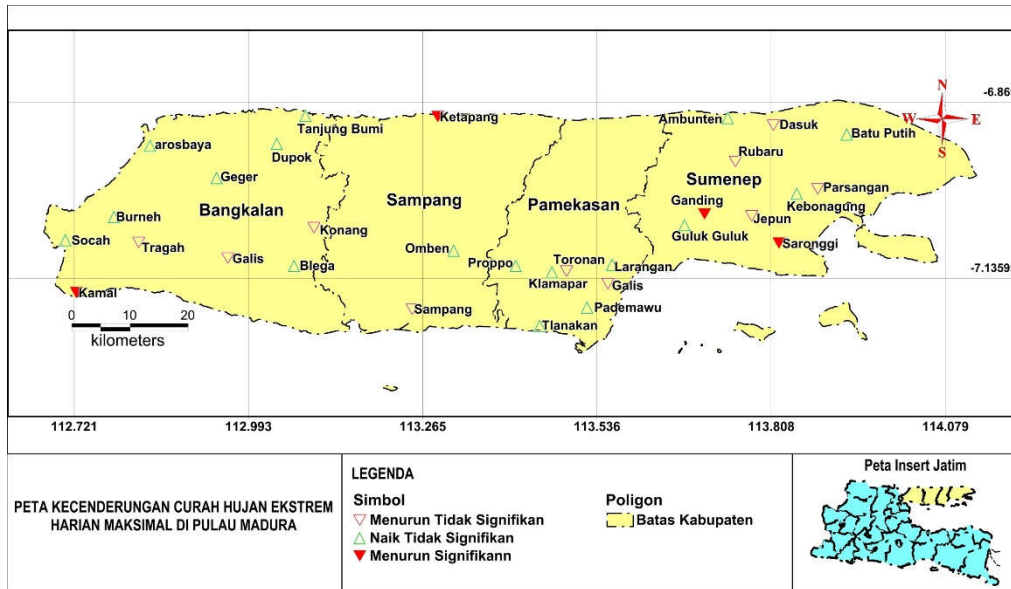 N
W E
S
-6.86
-7.1359
Tanjung Bumi
Ketapang
Ambunten
Dasuk
Batu Putih
arosbaya
Dupok
Rubaru
Geger
Sumenep
Parsangan
Bangkalan
Sampang
Pamekasan
Ganding
Kebonagung
Burneh
Konang
Jepun
Socah
Tragah
Omben
Guluk Guluk
Saronggi
Galis
Blega
Proppo
Toronan
Larangan
Klamapar
Galis
Kamal
Sampang
Pademawu
Tlanakan
0 10 20
kilometers
112.721 112.993 113.265 113.536 113.808 114.079
PETA KECENDERUNGAN CURAH HUJAN EKSTREM
HARIAN MAKSIMAL DI PULAU MADURA
LEGENDA
Simbol
Menurun Tidak Signifikan
Naik Tidak Signifikan
Menurun Signifikann
Poligon
Batas Kabupaten
Peta Insert Jatim